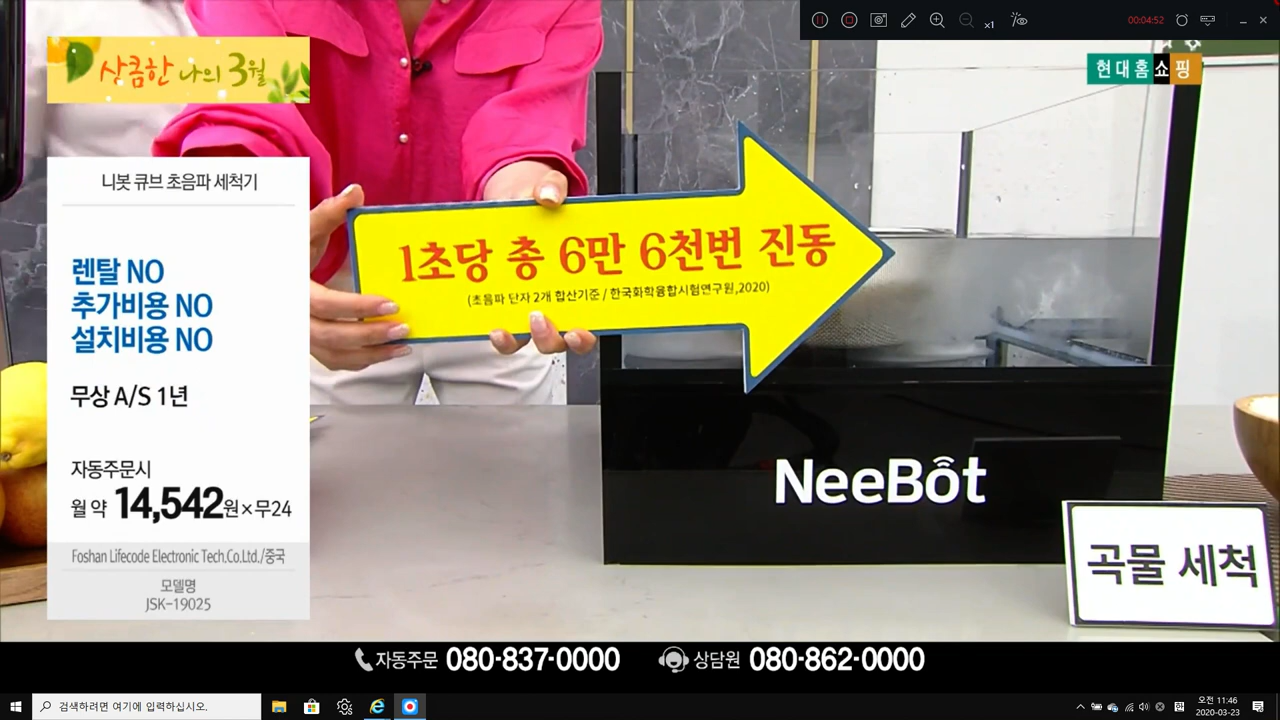 x1
00:04:52
상큼한 나의 3월
현대홈쇼핑
니봇 큐브 초음파 세척기
렌탈 NO
추가비용 NO
설치비용 NO
무상 A/S 1년
자동주문시
월 약 14,542원×무24
Foshan Lifecode Electronic Tech.Co.Ltd./중국
모델명
JSK-19025
1초당 총 6만 6천번 진동
(초음파 단자 2개 합산기준 / 한국화학융합시험연구원,2020)
NeeBot
곡물 세척
자동주문 080-837-0000 상담원 080-862-0000
검색하려면 여기에 입력하십시오.
오전 11:46
2020-03-23